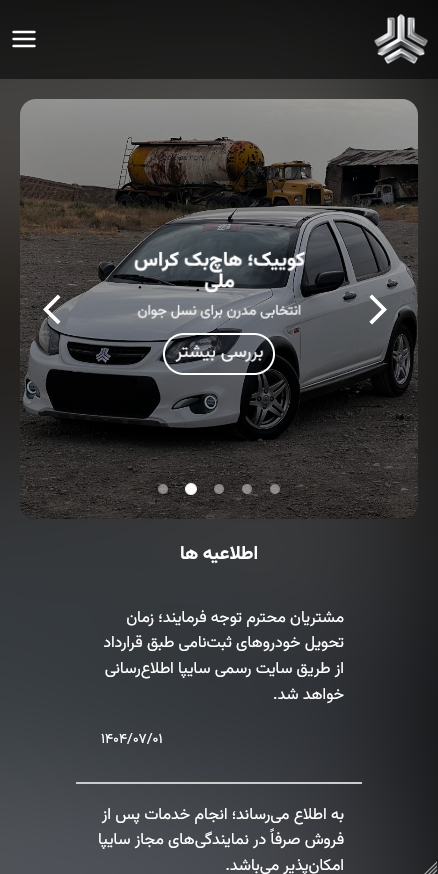 کوییک؛ هاچ‌بک کراس
ملی
انتخابی مدرن برای نسل جوان
بررسی بیشتر
اطلاعیه ها
مشتریان محترم توجه فرمایند؛ زمان
تحویل خودروهای ثبت‌نامی طبق قرارداد
از طریق سایت رسمی سایپا اطلاع‌رسانی
خواهد شد.
۱۴۰۴/۰۷/۰۱
به اطلاع می‌رساند؛ انجام خدمات پس از
فروش صرفاً در نمایندگی‌های مجاز سایپا
امکان‌پذیر می‌باشد.